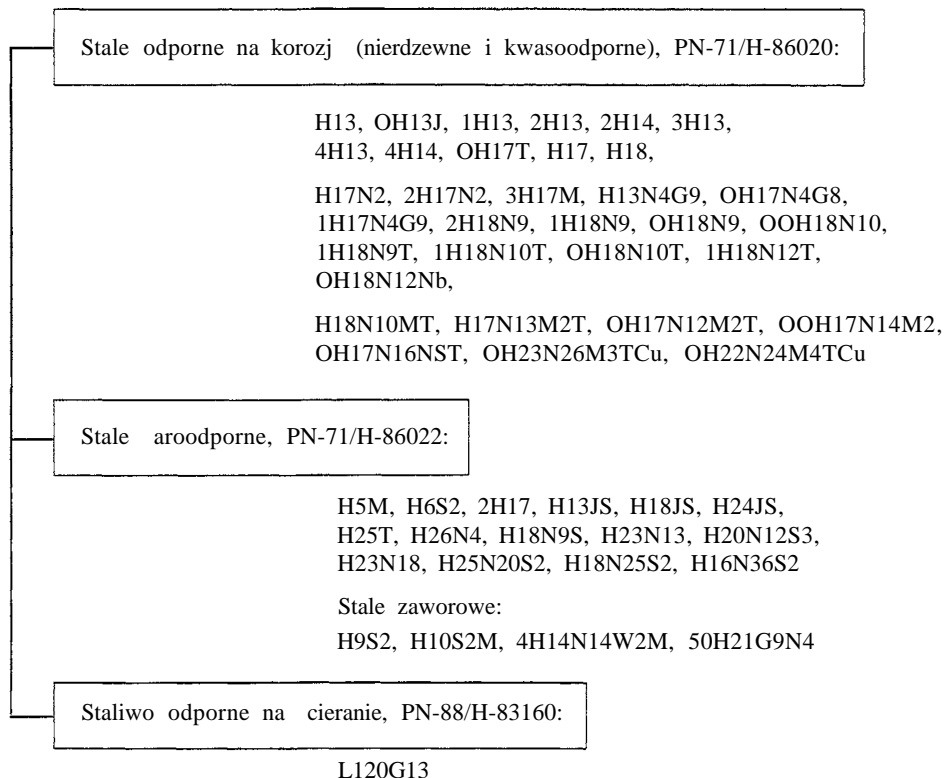 Stale odporne na korozj (nierdzewne i kwasoodporne), PN-71/H-86020:
H13, OH13J, 1H13, 2H13, 2H14, 3H13,
4H13, 4H14, OH17T, H17, H18,
H17N2, 2H17N2, 3H17M, H13N4G9, OH17N4G8,
1H17N4G9, 2H18N9, 1H18N9, OH18N9, OOH18N10,
1H18N9T, 1H18N10T, OH18N10T, 1H18N12T,
OH18N12Nb,
H18N10MT, H17N13M2T, OH17N12M2T, OOH17N14M2,
OH17N16NST, OH23N26M3TCu, OH22N24M4TCu
Stale aroodporne, PN-71/H-86022:
H5M, H6S2, 2H17, H13JS, H18JS, H24JS,
H25T, H26N4, H18N9S, H23N13, H20N12S3,
H23N18, H25N20S2, H18N25S2, H16N36S2
Stale zaworowe:
H9S2, H10S2M, 4H14N14W2M, 50H21G9N4
Staliwo odporne na cieranie, PN-88/H-83160:
L120G13